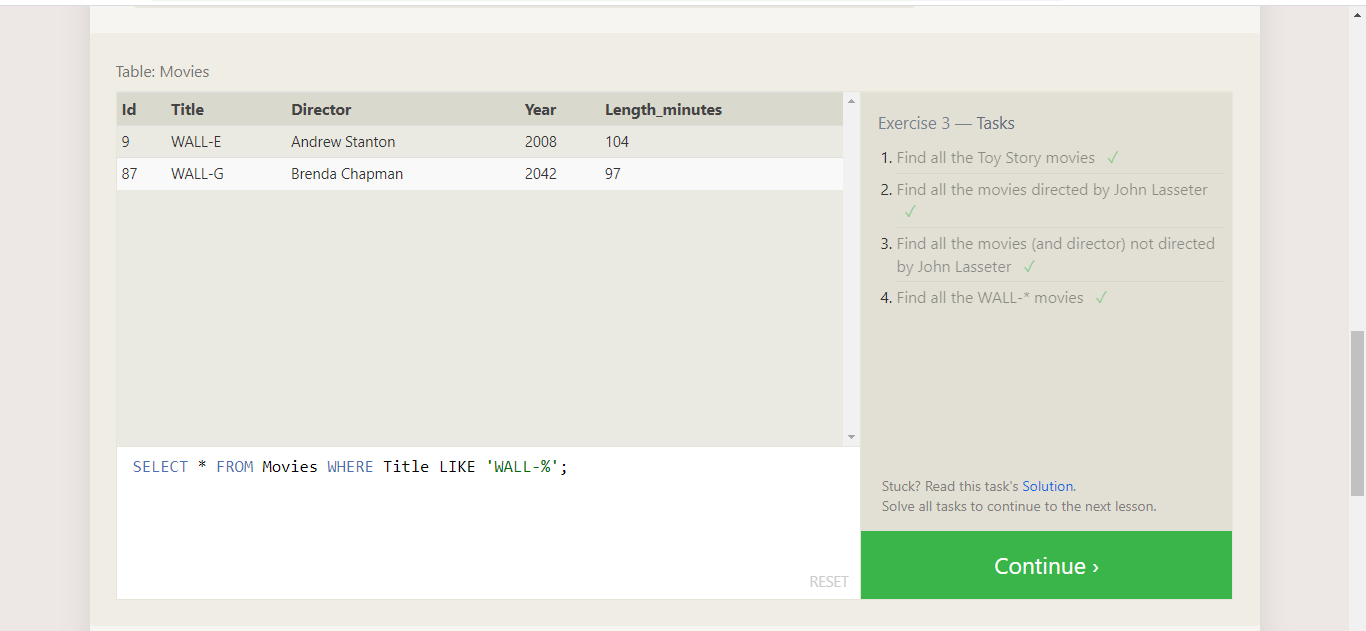 Table: Movies
Id Title Director Year Length_minutes
9 WALL-E Andrew Stanton 2008 104
87 WALL-G Brenda Chapman 2042 97
SELECT * FROM Movies WHERE Title LIKE 'WALL-%';
RESET
Exercise 3 — Tasks
1. Find all the Toy Story movies ✓
2. Find all the movies directed by John Lasseter
✓
3. Find all the movies (and director) not directed
by John Lasseter ✓
4. Find all the WALL-* movies ✓
Stuck? Read this task's Solution.
Solve all tasks to continue to the next lesson.
Continue ›